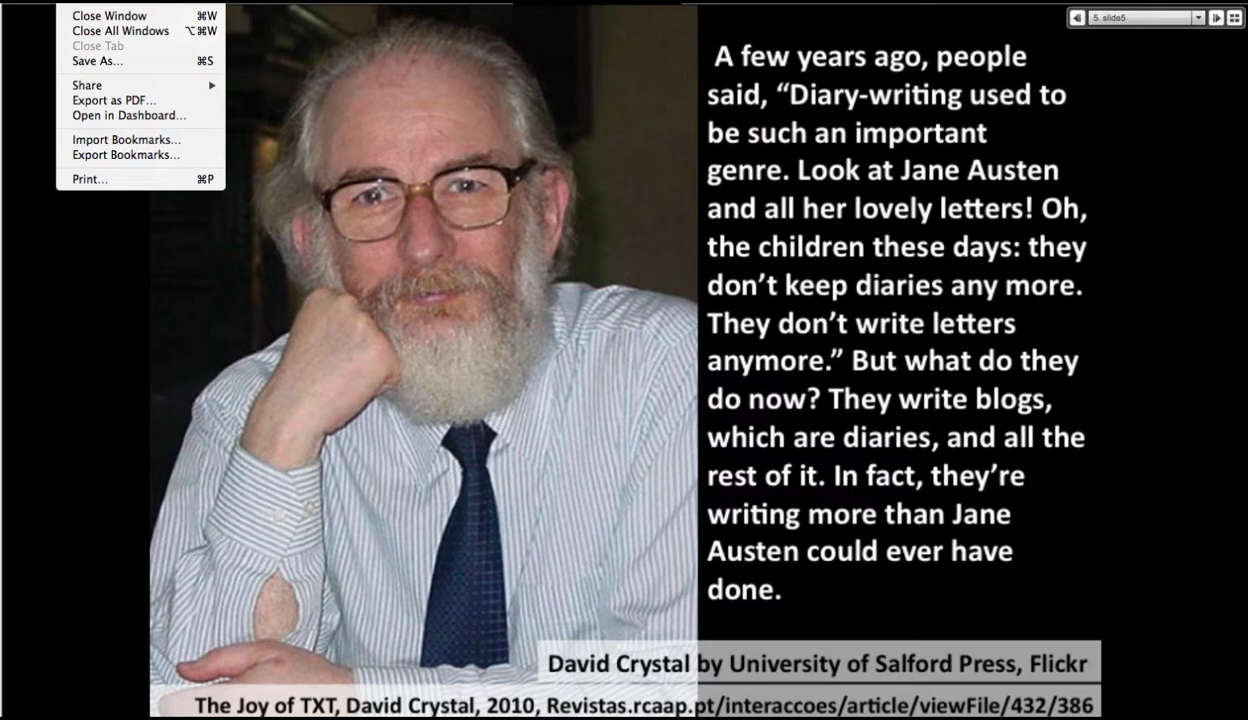 Close Window ⌘W
Close All Windows ⌥⌘W
Close Tab
Save As... ⌘S
Share ▶
Export as PDF...
Open in Dashboard...
Import Bookmarks...
Export Bookmarks...
Print... ⌘P
5. slide5
A few years ago, people
said, “Diary-writing used to
be such an important
genre. Look at Jane Austen
and all her lovely letters! Oh,
the children these days: they
don’t keep diaries any more.
They don’t write letters
anymore.” But what do they
do now? They write blogs,
which are diaries, and all the
rest of it. In fact, they’re
writing more than Jane
Austen could ever have
done.
David Crystal by University of Salford Press, Flickr
The Joy of TXT, David Crystal, 2010, Revistas.rcaap.pt/interaccoes/article/viewFile/432/386